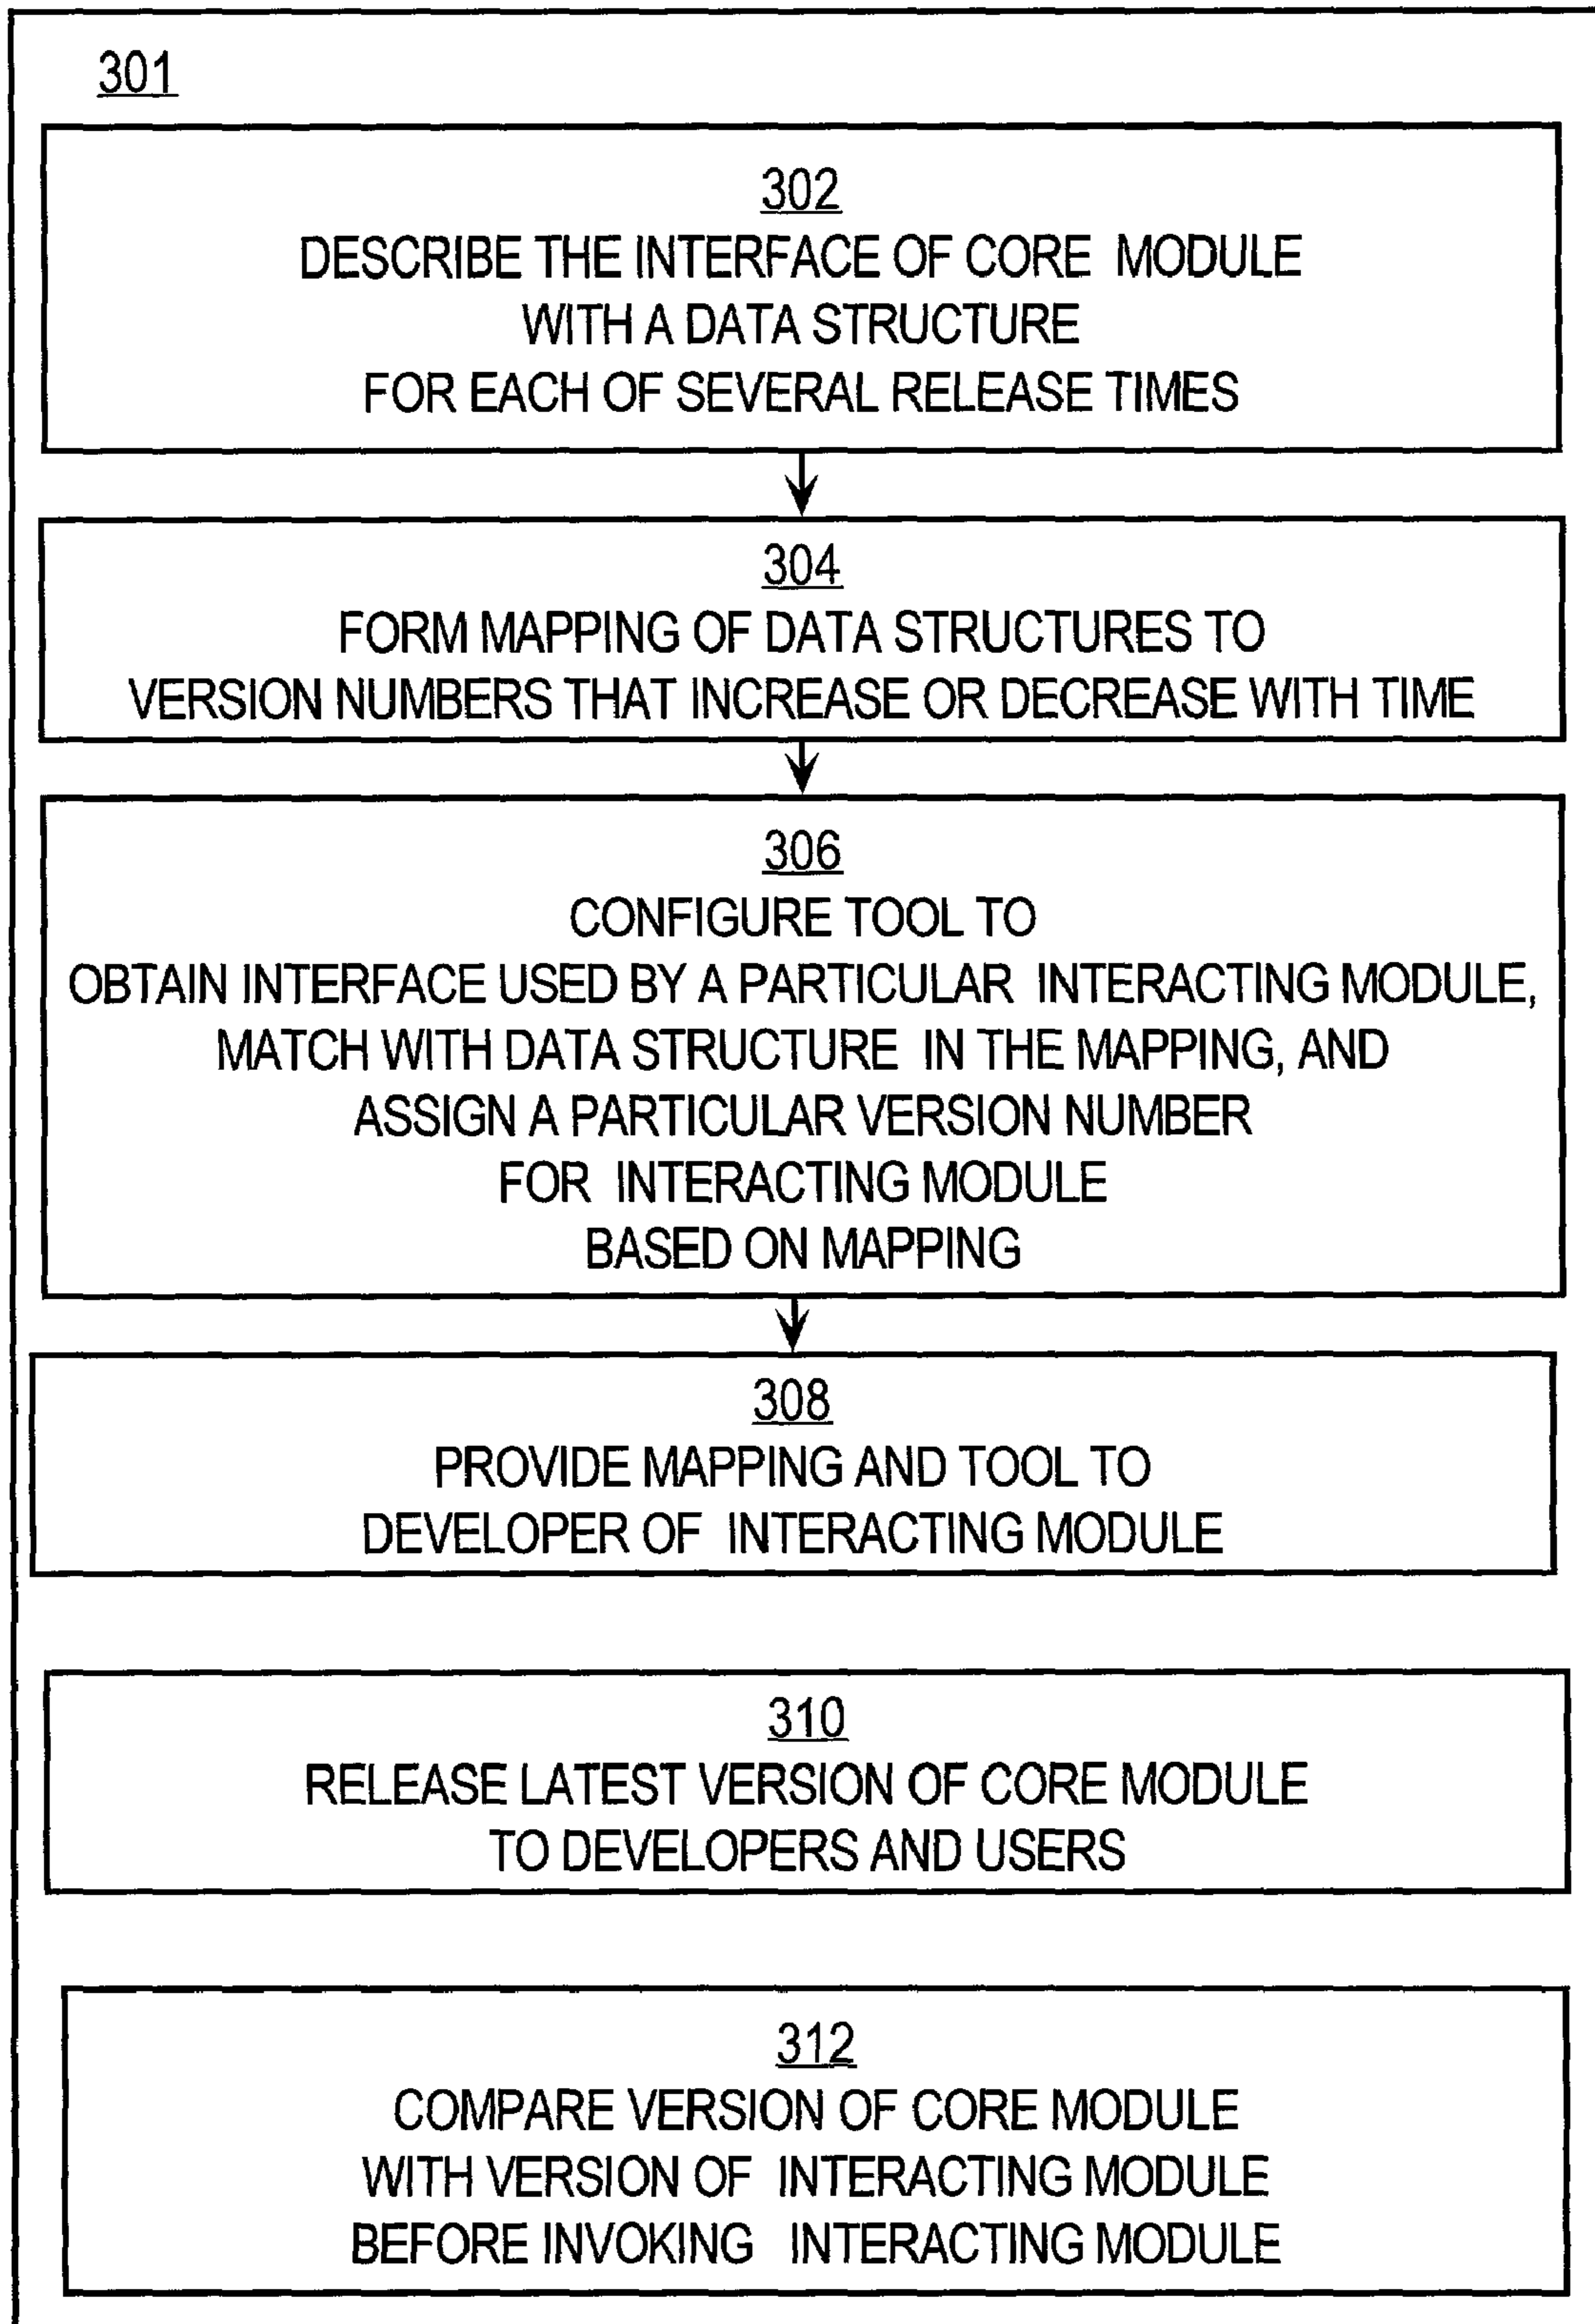 301
302
DESCRIBE THE INTERFACE OF CORE MODULE
WITH A DATA STRUCTURE
FOR EACH OF SEVERAL RELEASE TIMES
304
FORM MAPPING OF DATA STRUCTURES TO
VERSION NUMBERS THAT INCREASE OR DECREASE WITH TIME
306
CONFIGURE TOOL TO
OBTAIN INTERFACE USED BY A PARTICULAR INTERACTING MODULE,
MATCH WITH DATA STRUCTURE IN THE MAPPING, AND
ASSIGN A PARTICULAR VERSION NUMBER
FOR INTERACTING MODULE
BASED ON MAPPING
308
PROVIDE MAPPING AND TOOL TO
DEVELOPER OF INTERACTING MODULE
310
RELEASE LATEST VERSION OF CORE MODULE
TO DEVELOPERS AND USERS
312
COMPARE VERSION OF CORE MODULE
WITH VERSION OF INTERACTING MODULE
BEFORE INVOKING INTERACTING MODULE